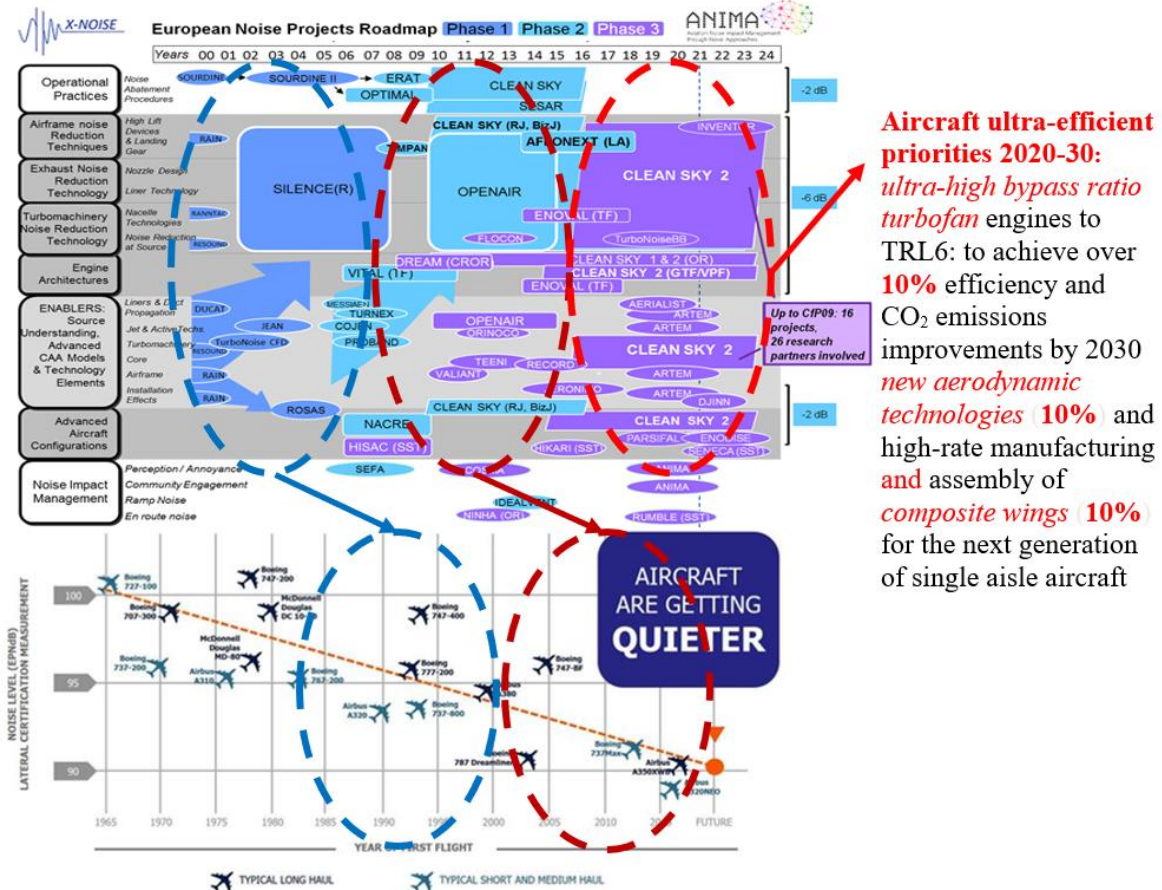 X-NOISE
European Noise Projects Roadmap Phase 1 Phase 2 Phase 3
ANIMA
Aviation Noise Impact Management
through Novel Approaches
Years 00 01 02 03 04 05 06 07 08 09 10 11 12 13 14 15 16 17 18 19 20 21 22 23 24
Operational
Practices
Noise
Abatement
Procedures
SOURDINE
SOURDINE II
ERAT
OPTIMAL
CLEAN SKY
SESAR
-2 dB
Airframe noise
Reduction
Techniques
High Lift
Devices
& Landing
Gear
RAIN
SILENCE(R)
TIMPAN
CLEAN SKY (RJ, BizJ)
AFLONEXT (LA)
INVENTOR
OPENAIR
CLEAN SKY 2
-6 dB
Exhaust Noise
Reduction
Technology
Nozzle Design
Liner Technology
Turbomachinery
Noise Reduction
Technology
Nacelle
Technologies
Noise Reduction
at Source
RANNTAC
RESOUND
ENOVAL (TF)
FLOCON
TurboNoiseBB
Engine
Architectures
DREAM (CROR)
CLEAN SKY 1 & 2 (OR)
VITAL (TF)
CLEAN SKY 2 (GTF/VPF)
ENOVAL (TF)
ENABLERS:
Source
Understanding,
Advanced
CAA Models
& Technology
Elements
Liners & Duct
Propagation
Jet & ActiveTechs.
Turbomachinery
Core
Airframe
Installation
Effects
DUCAT
JEAN
TurboNoise CFD
RESOUND
RAIN
RAIN
ROSAS
MESSIAEN
TURNEX
COJEN
PROBAND
OPENAIR
ORINOCO
TEENI
RECORD
VALIANT
AERIALIST
ARTEM
ARTEM
CLEAN SKY 2
ARTEM
ARTEM
DJINN
Up to CfP09: 16
projects,
26 research
partners involved
-2 dB
Advanced
Aircraft
Configurations
NACRE
HISAC (SST)
CLEAN SKY (RJ, BizJ)
CLEAN SKY 2
HIKARI (SST)
PARSIFAL
SENECA (SST)
Noise Impact
Management
Perception / Annoyance
Community Engagement
Ramp Noise
En route noise
SEFA
ANIMA
ANIMA
NINHA (OR)
RUMBLE (SST)
Aircraft ultra-efficient
priorities 2020-30:
ultra-high bypass ratio
turbofan engines to
TRL6: to achieve over
10% efficiency and
CO₂ emissions
improvements by 2030
new aerodynamic
technologies (10%) and
high-rate manufacturing
and assembly of
composite wings (10%)
for the next generation
of single aisle aircraft
AIRCRAFT
ARE GETTING
QUIETER
NOISE LEVEL (EPNdB)
LATERAL CERTIFICATION MEASUREMENT
100
95
90
Boeing
727-100
Boeing
707-300
Boeing
737-200
Boeing
747-200
McDonnell
Douglas
McDonnell
Douglas
MD-80
Airbus
A310
Boeing
767-200
Boeing
747-400
Boeing
777-200
Airbus
A320
Boeing
737-800
Boeing
747-8F
787 Dreamliner
Boeing
737Max
Airbus
A350XWB
1965 1970 1975 1980 1985 1990 1995 2000 2005 FUTURE
YEAR OF FIRST FLIGHT
TYPICAL LONG HAUL
TYPICAL SHORT AND MEDIUM HAUL